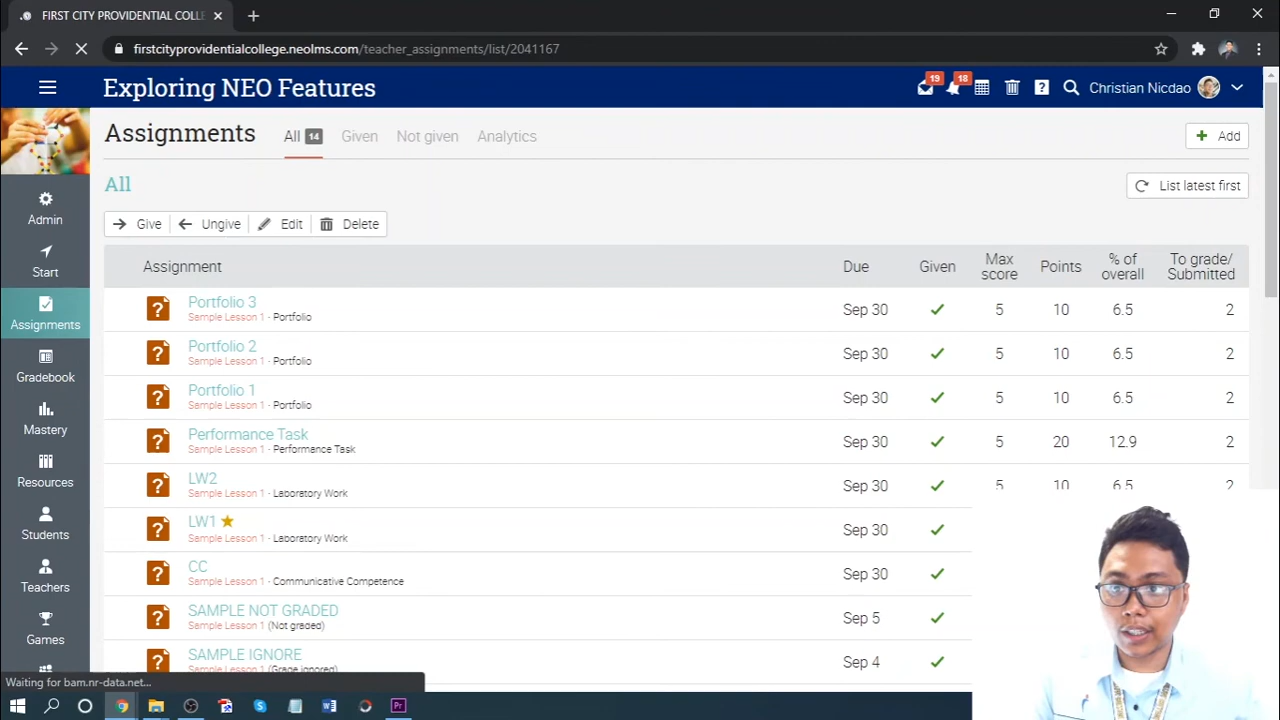 FIRST CITY PROVIDENTIAL COLLE
firstcityprovidentialcollege.neolms.com/teacher_assignments/list/2041167
Exploring NEO Features
19
18
Christian Nicdao
Assignments
All 14
Given
Not given
Analytics
Add
All
List latest first
Give
Ungive
Edit
Delete
Assignment
Due
Given
Max score
Points
% of overall
To grade/ Submitted
Portfolio 3
Sample Lesson 1 - Portfolio
Sep 30
5
10
6.5
2
Portfolio 2
Sample Lesson 1 - Portfolio
Sep 30
5
10
6.5
2
Portfolio 1
Sample Lesson 1 - Portfolio
Sep 30
5
10
6.5
2
Performance Task
Sample Lesson 1 - Performance Task
Sep 30
5
20
12.9
2
LW2
Sample Lesson 1 - Laboratory Work
Sep 30
5
10
6.5
2
LW1
Sample Lesson 1 - Laboratory Work
Sep 30
CC
Sample Lesson 1 - Communicative Competence
Sep 30
SAMPLE NOT GRADED
Sample Lesson 1 (Not graded)
Sep 5
SAMPLE IGNORE
Sample Lesson 1 (Grade ignored)
Sep 4
Admin
Start
Assignments
Gradebook
Mastery
Resources
Students
Teachers
Games
Waiting for bam.nr-data.net...